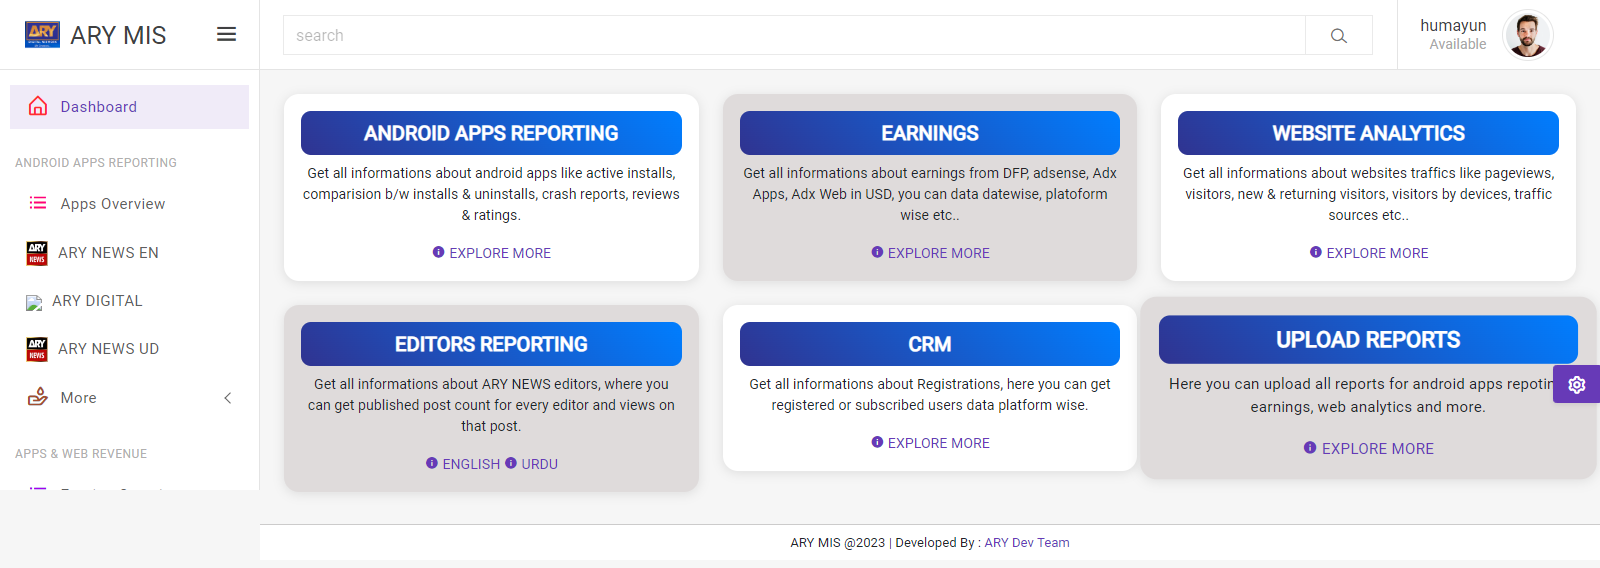 ARY
ARY MIS
search
humayun
Available
Dashboard
ANDROID APPS REPORTING
Apps Overview
ARY NEWS
ARY NEWS EN
ARY DIGITAL
ARY NEWS
ARY NEWS UD
More
APPS & WEB REVENUE
ANDROID APPS REPORTING
Get all informations about android apps like active installs,
comparision b/w installs & uninstalls, crash reports, reviews
& ratings.
EXPLORE MORE
EARNINGS
Get all informations about earnings from DFP, adsense, Adx
Apps, Adx Web in USD, you can data datewise, platoform
wise etc..
EXPLORE MORE
WEBSITE ANALYTICS
Get all informations about websites traffics like pageviews,
visitors, new & returning visitors, visitors by devices, traffic
sources etc..
EXPLORE MORE
EDITORS REPORTING
Get all informations about ARY NEWS editors, where you
can get published post count for every editor and views on
that post.
ENGLISH URDU
CRM
Get all informations about Registrations, here you can get
registered or subscribed users data platform wise.
EXPLORE MORE
UPLOAD REPORTS
Here you can upload all reports for android apps repotin
earnings, web analytics and more.
EXPLORE MORE
ARY MIS @2023 | Developed By : ARY Dev Team